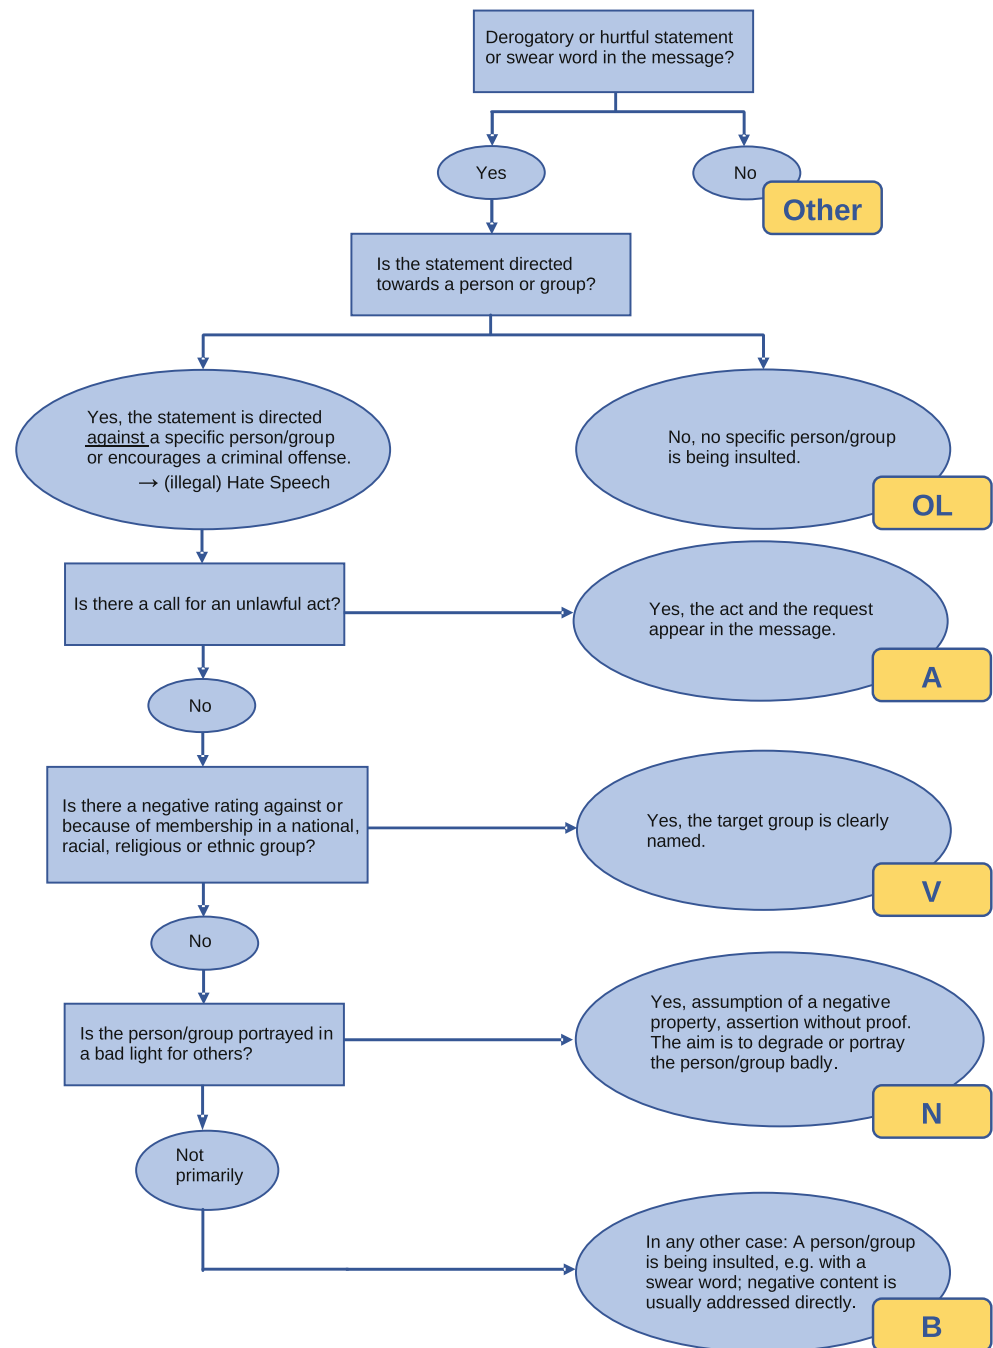 Derogatory or hurtful statement
or swear word in the message?
Yes
No
Other
Is the statement directed
towards a person or group?
Yes, the statement is directed
against a specific person/group
or encourages a criminal offense.
→ (illegal) Hate Speech
No, no specific person/group
is being insulted.
OL
Is there a call for an unlawful act?
Yes, the act and the request
appear in the message.
A
No
Is there a negative rating against or
because of membership in a national,
racial, religious or ethnic group?
Yes, the target group is clearly
named.
V
No
Is the person/group portrayed in
a bad light for others?
Yes, assumption of a negative
property, assertion without proof.
The aim is to degrade or portray
the person/group badly.
N
Not
primarily
In any other case: A person/group
is being insulted, e.g. with a
swear word; negative content is
usually addressed directly.
B